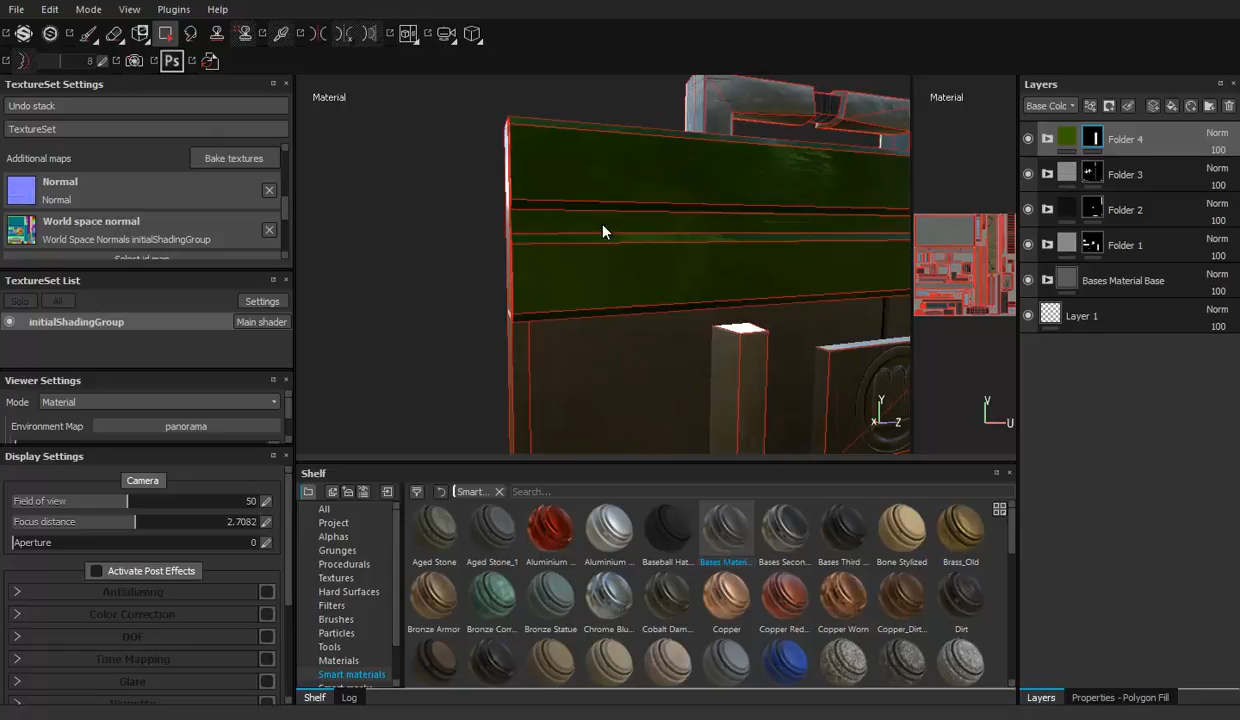 File Edit Mode View Plugins Help
8 Ps
TextureSet Settings
Undo stack
TextureSet
Additional maps Bake textures
Normal
Normal
World space normal
World Space Normals initialShadingGroup
Select id map
TextureSet List
Solo All Settings
initialShadingGroup Main shader
Viewer Settings
Mode Material
Environment Map panorama
Display Settings
Camera
Field of view 50
Focus distance 2.7082
Aperture 0
Activate Post Effects
Antialiasing
Color Correction
DOF
Tone Mapping
Glare
Vignette
Material
Y
X Z
Material
V
U
Shelf
Smart... Search...
All
Project
Alphas
Grunges
Procedurals
Textures
Hard Surfaces
Filters
Brushes
Particles
Tools
Materials
Smart materials
Aged Stone Aged Stone_1 Aluminium ... Aluminium ... Baseball Hat... Bases Materi... Bases Secon... Bases Third ... Bone Stylized Brass_Old
Bronze Armor Bronze Corr... Bronze Statue Chrome Blu... Cobalt Dam... Copper Copper Red... Copper Worn Copper_Dirt... Dirt
Shelf Log
Layers
Base Colc
Folder 4 Norm 100
Folder 3 Norm 100
Folder 2 Norm 100
Folder 1 Norm 100
Bases Material Base Norm 100
Layer 1 Norm 100
Layers Properties - Polygon Fill